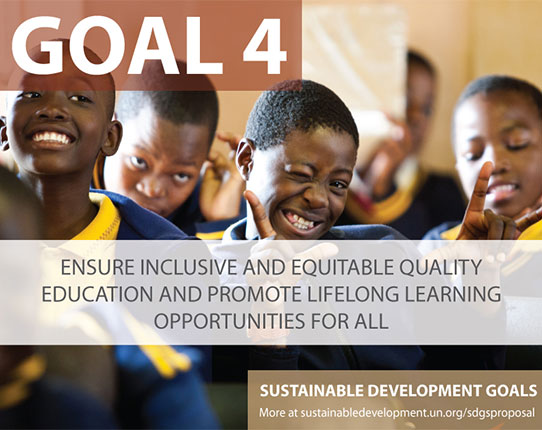 GOAL 4
ENSURE INCLUSIVE AND EQUITABLE QUALITY
EDUCATION AND PROMOTE LIFELONG LEARNING
OPPORTUNITIES FOR ALL
SUSTAINABLE DEVELOPMENT GOALS
More at sustainabledevelopment.un.org/sdgsproposal